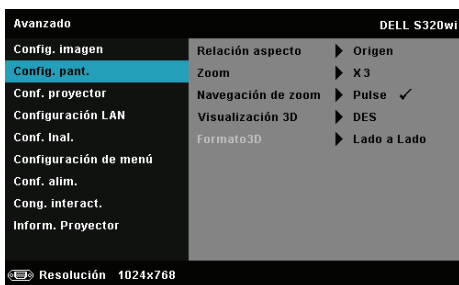 Avanzado DELL S320wi
Config. imagen
Config. pant.
Conf. proyector
Configuración LAN
Conf. Inal.
Configuración de menú
Conf. alim.
Cong. interact.
Inform. Proyector
Relación aspecto Origen
Zoom X3
Navegación de zoom Pulse ✓
Visualización 3D DES
Formato3D Lado a Lado
Resolución 1024x768